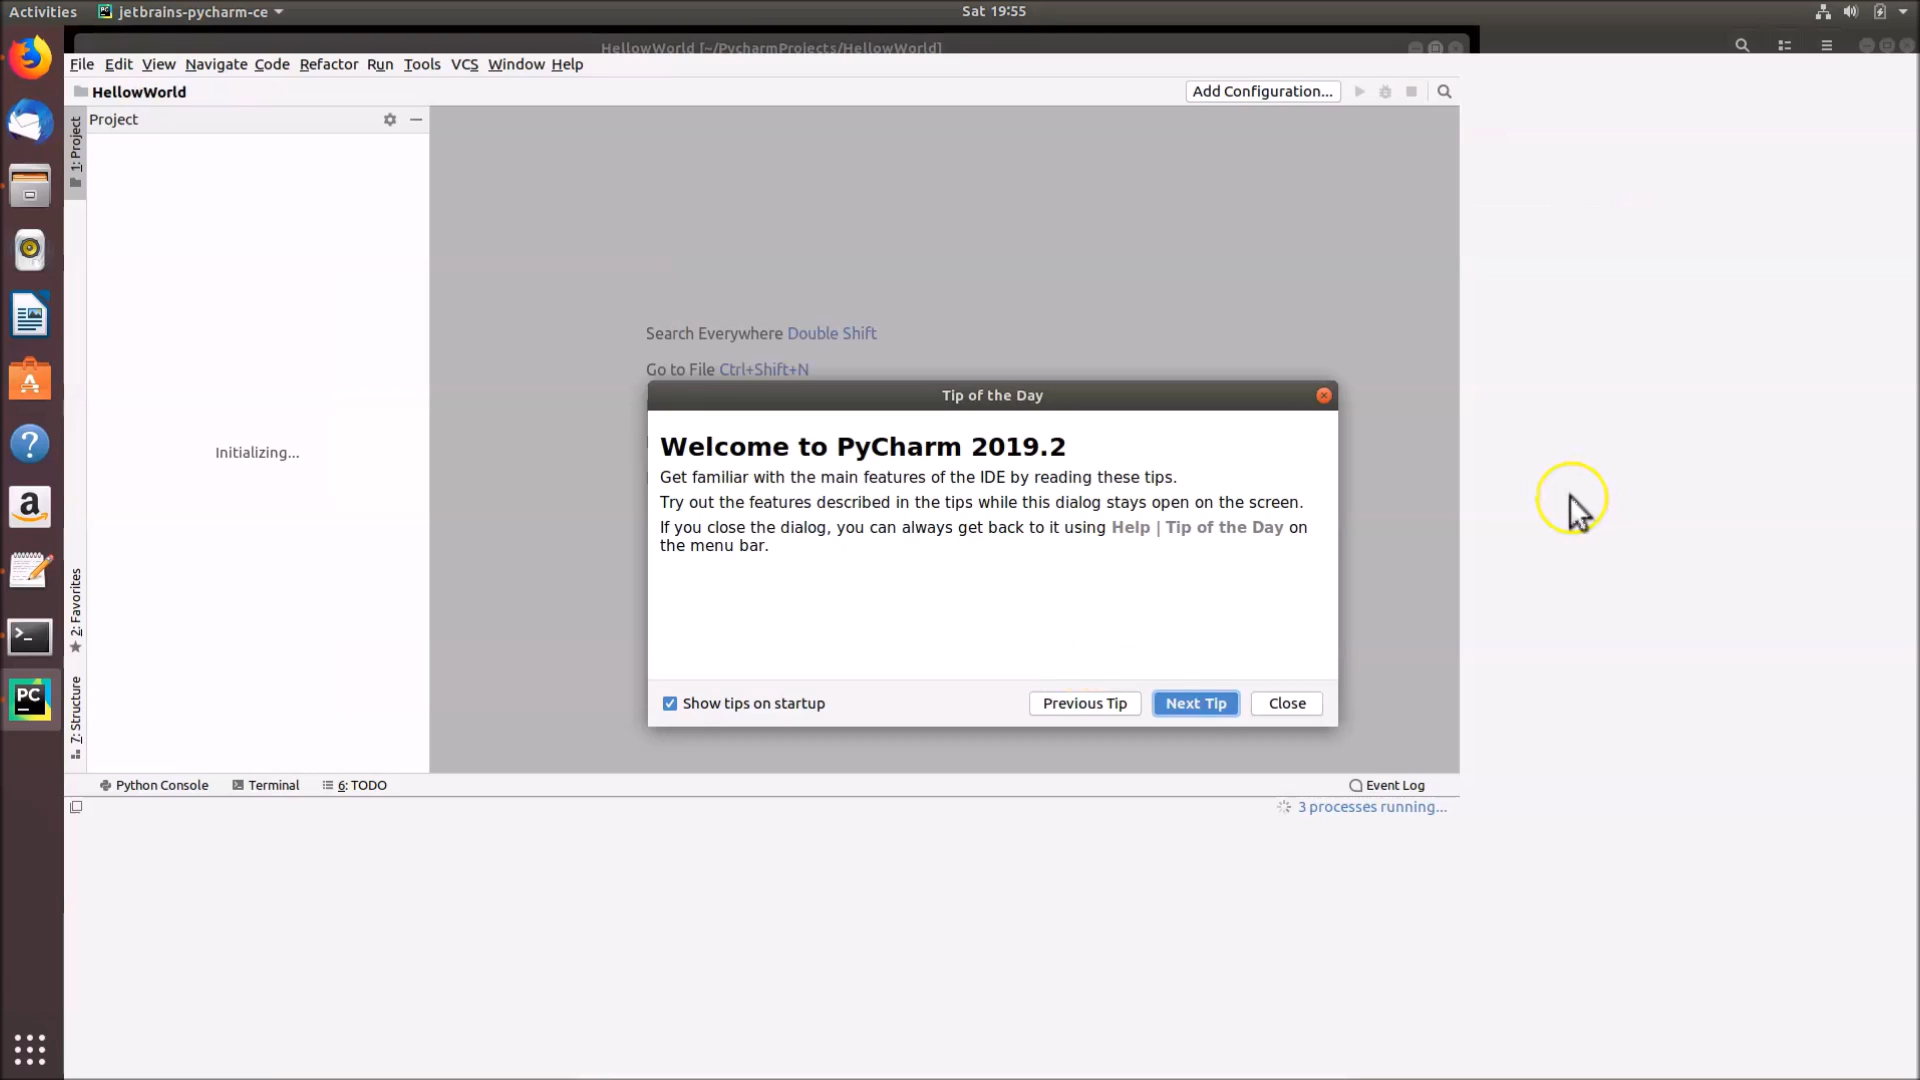 Activities
jetbrains-pycharm-ce
Sat 19:55
HellowWorld [~/PycharmProjects/HellowWorld]
File Edit View Navigate Code Refactor Run Tools VCS Window Help
HellowWorld
Add Configuration...
1: Project
Project
Search Everywhere Double Shift
Go to File Ctrl+Shift+N
Tip of the Day
Welcome to PyCharm 2019.2
Get familiar with the main features of the IDE by reading these tips.
Try out the features described in the tips while this dialog stays open on the screen.
If you close the dialog, you can always get back to it using Help | Tip of the Day on
the menu bar.
Initializing...
2: Favorites
7: Structure
PC
Show tips on startup
Previous Tip
Next Tip
Close
Python Console
Terminal
6: TODO
Event Log
3 processes running...